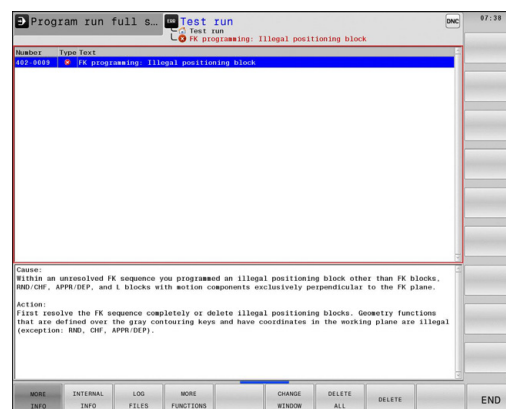 Program run full s…
Test run
DNC
07:38
Test run
FK programming: Illegal positioning block
Number Type Text
402-0009 FK programming: Illegal positioning block
Cause:
Within an unresolved FK sequence you programmed an illegal positioning block other than FK blocks,
RND/CHF, APPR/DEP, and L blocks with motion components exclusively perpendicular to the FK plane.
Action:
First resolve the FK sequence completely or delete illegal positioning blocks. Geometry functions
that are defined over the gray contouring keys and have coordinates in the working plane are illegal
(exception: RND, CHF, APPR/DEP).
MORE INFO
INTERNAL INFO
LOG FILES
MORE FUNCTIONS
CHANGE WINDOW
DELETE ALL
DELETE
END